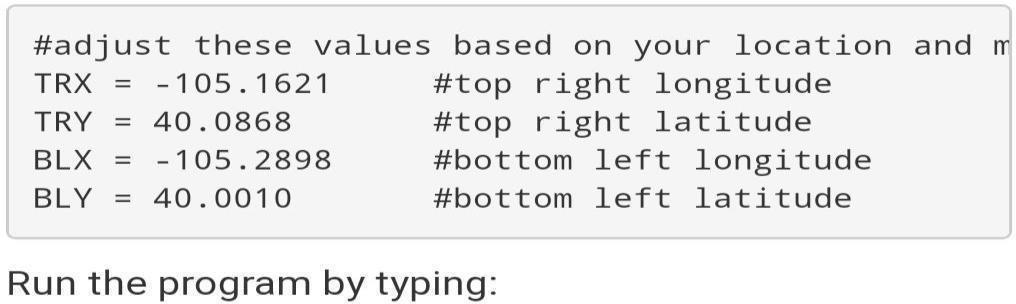 #adjust these values based on your location and
TRX = -105.1621 #top right longitude
TRY = 40.0868 #top right latitude
BLX = -105.2898 #bottom left longitude
BLY = 40.0010 #bottom left latitude
Run the program by typing: